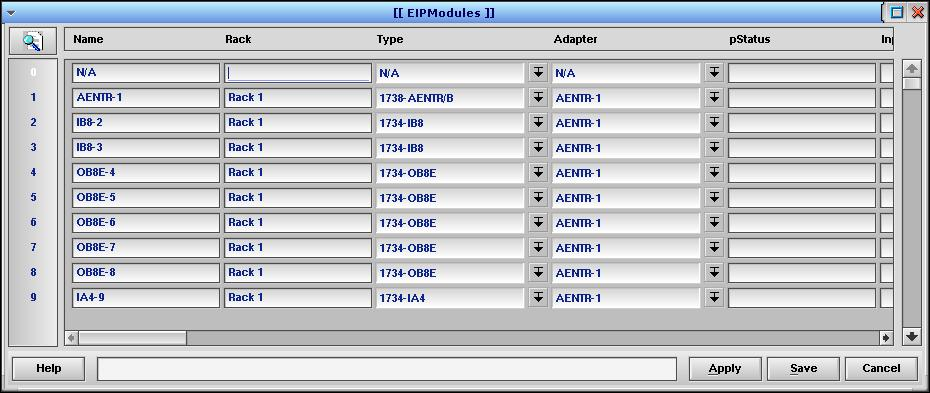 [[ EIPModules ]]
Name Rack Type Adapter pStatus Inp
0 N/A N/A N/A
1 AENTR-1 Rack 1 1738-AENTR/B AENTR-1
2 IB8-2 Rack 1 1734-IB8 AENTR-1
3 IB8-3 Rack 1 1734-IB8 AENTR-1
4 OB8E-4 Rack 1 1734-OB8E AENTR-1
5 OB8E-5 Rack 1 1734-OB8E AENTR-1
6 OB8E-6 Rack 1 1734-OB8E AENTR-1
7 OB8E-7 Rack 1 1734-OB8E AENTR-1
8 OB8E-8 Rack 1 1734-OB8E AENTR-1
9 IA4-9 Rack 1 1734-IA4 AENTR-1
Help Apply Save Cancel